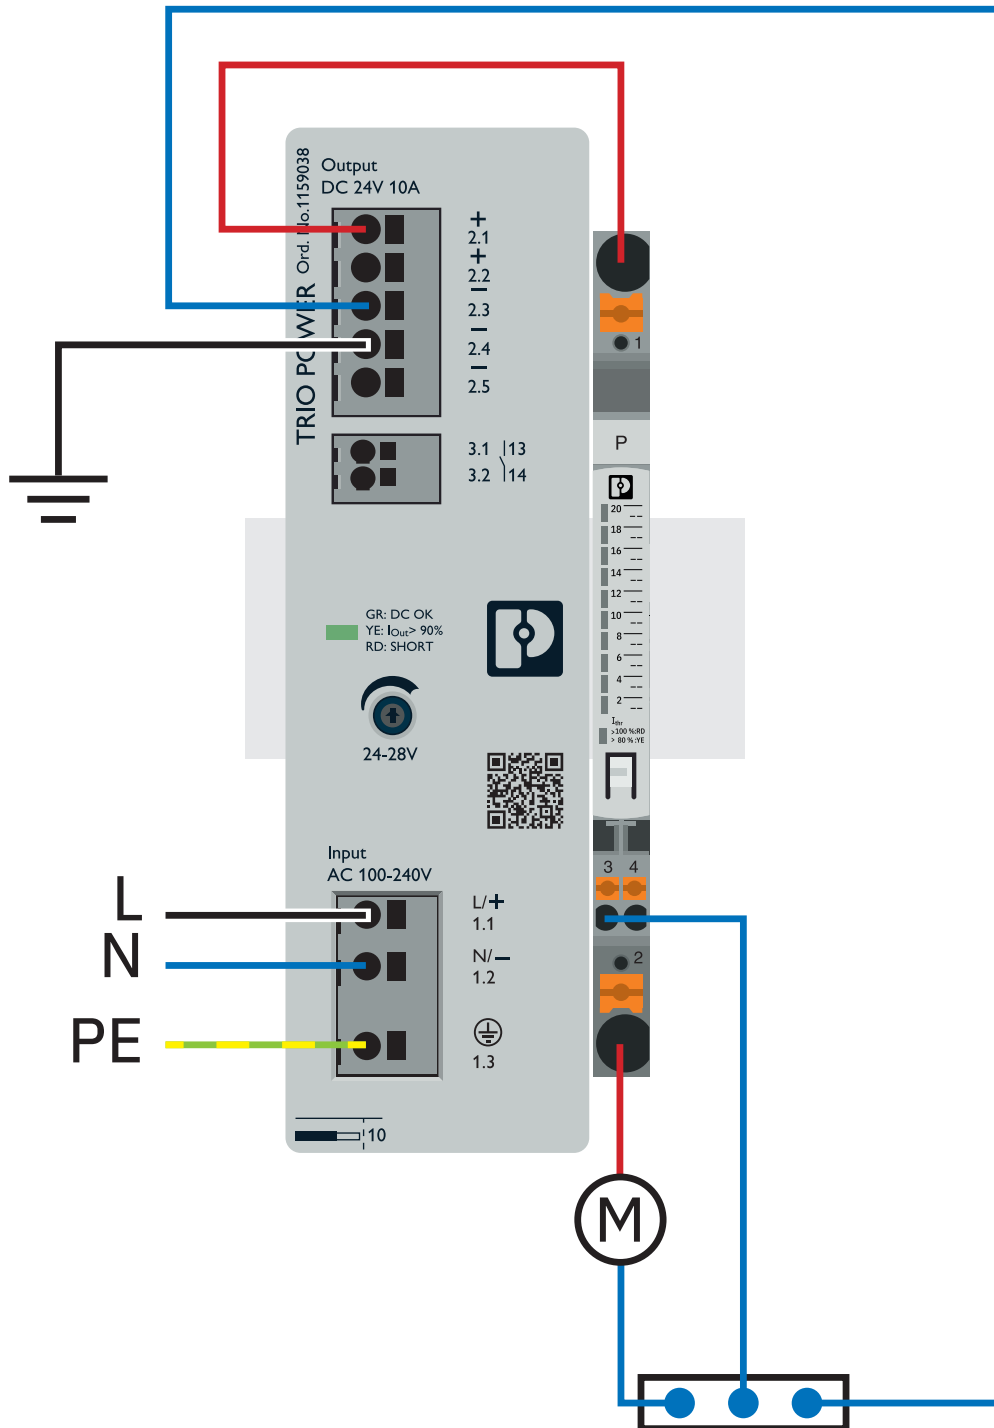 Output
DC 24V 10A
Ord. No.1159038
TRIO POWER
+
2.1
+
2.2
−
2.3
−
2.4
−
2.5
3.1 13
3.2 14
GR: DC OK
YE: IOut> 90%
RD: SHORT
24-28V
Input
AC 100-240V
L
N
PE
L/+
1.1
N/−
1.2
1.3
10
1
P
20
18
16
14
12
10
8
6
4
2
Ithr
>100 %:RD
> 80 %:YE
3 4
2
M